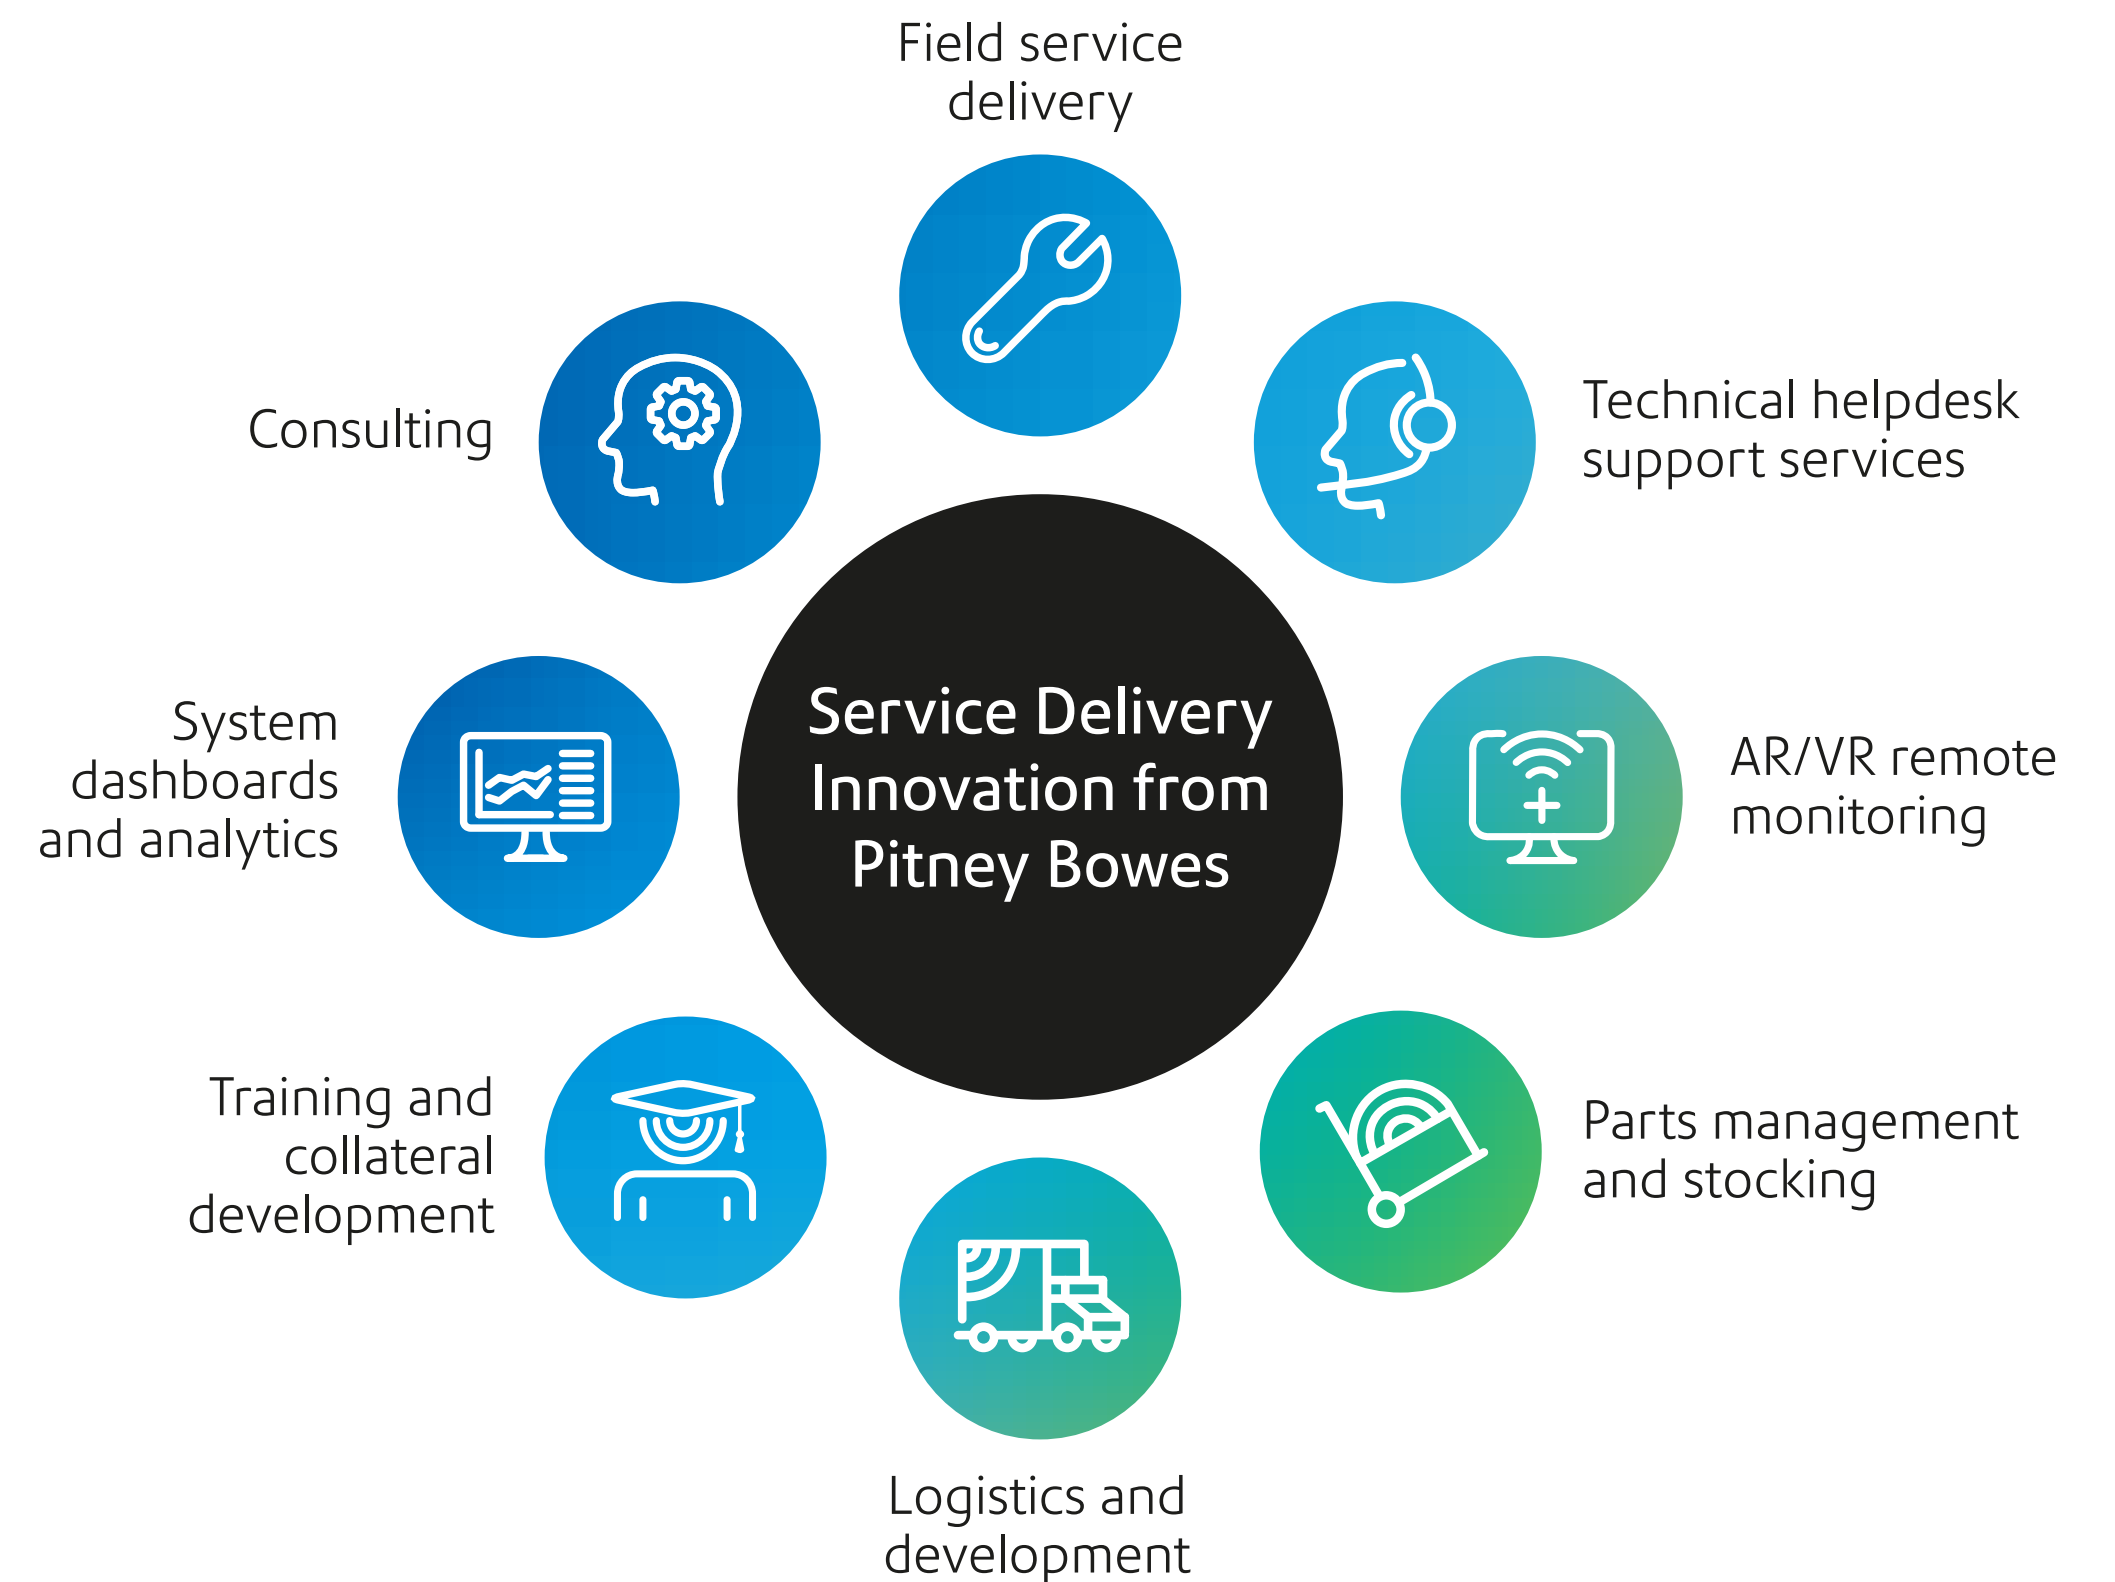 Field service
delivery
Technical helpdesk
support services
AR/VR remote
monitoring
Parts management
and stocking
Logistics and
development
Training and
collateral
development
System
dashboards
and analytics
Consulting
Service Delivery
Innovation from
Pitney Bowes